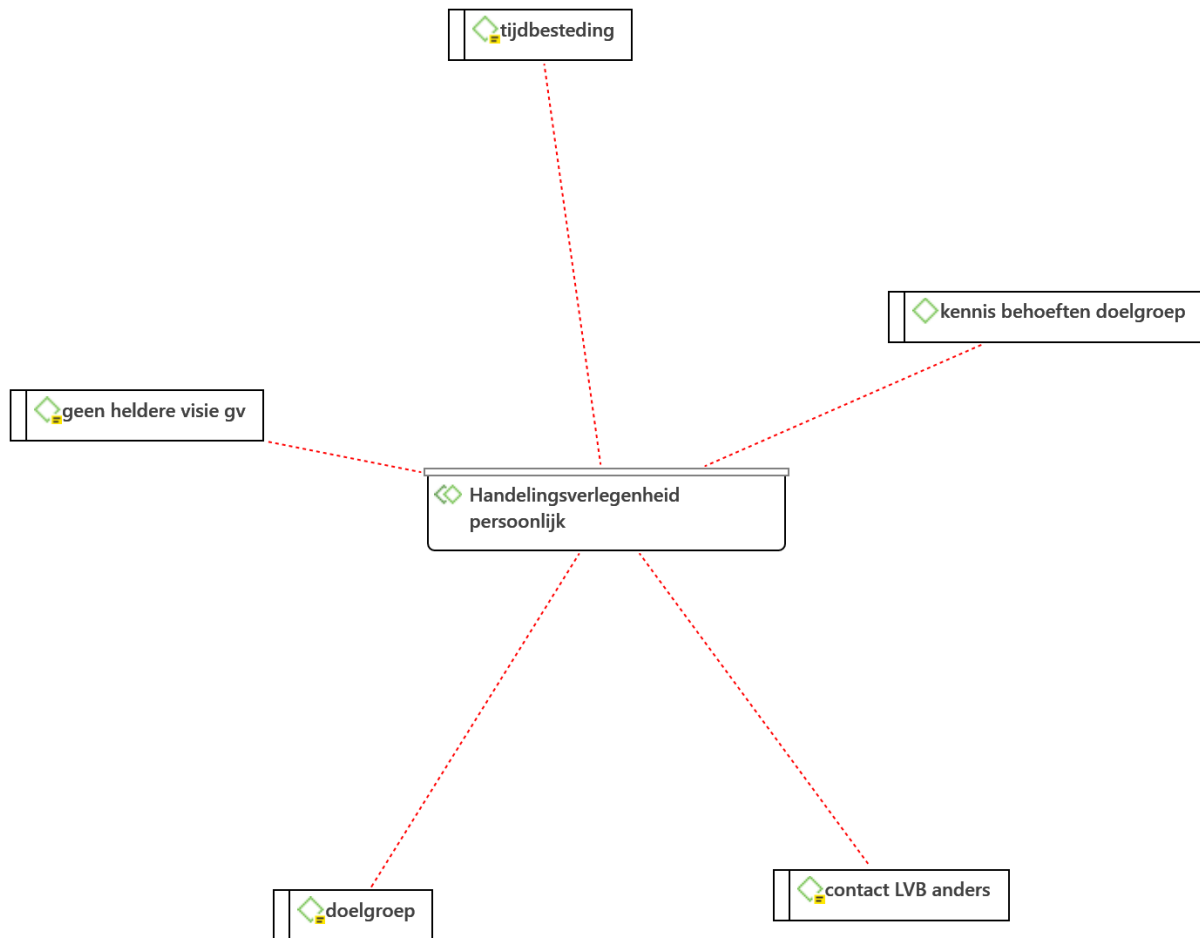 tijdbesteding
kennis behoeften doelgroep
geen heldere visie gv
Handelingsverlegenheid
persoonlijk
contact LVB anders
doelgroep